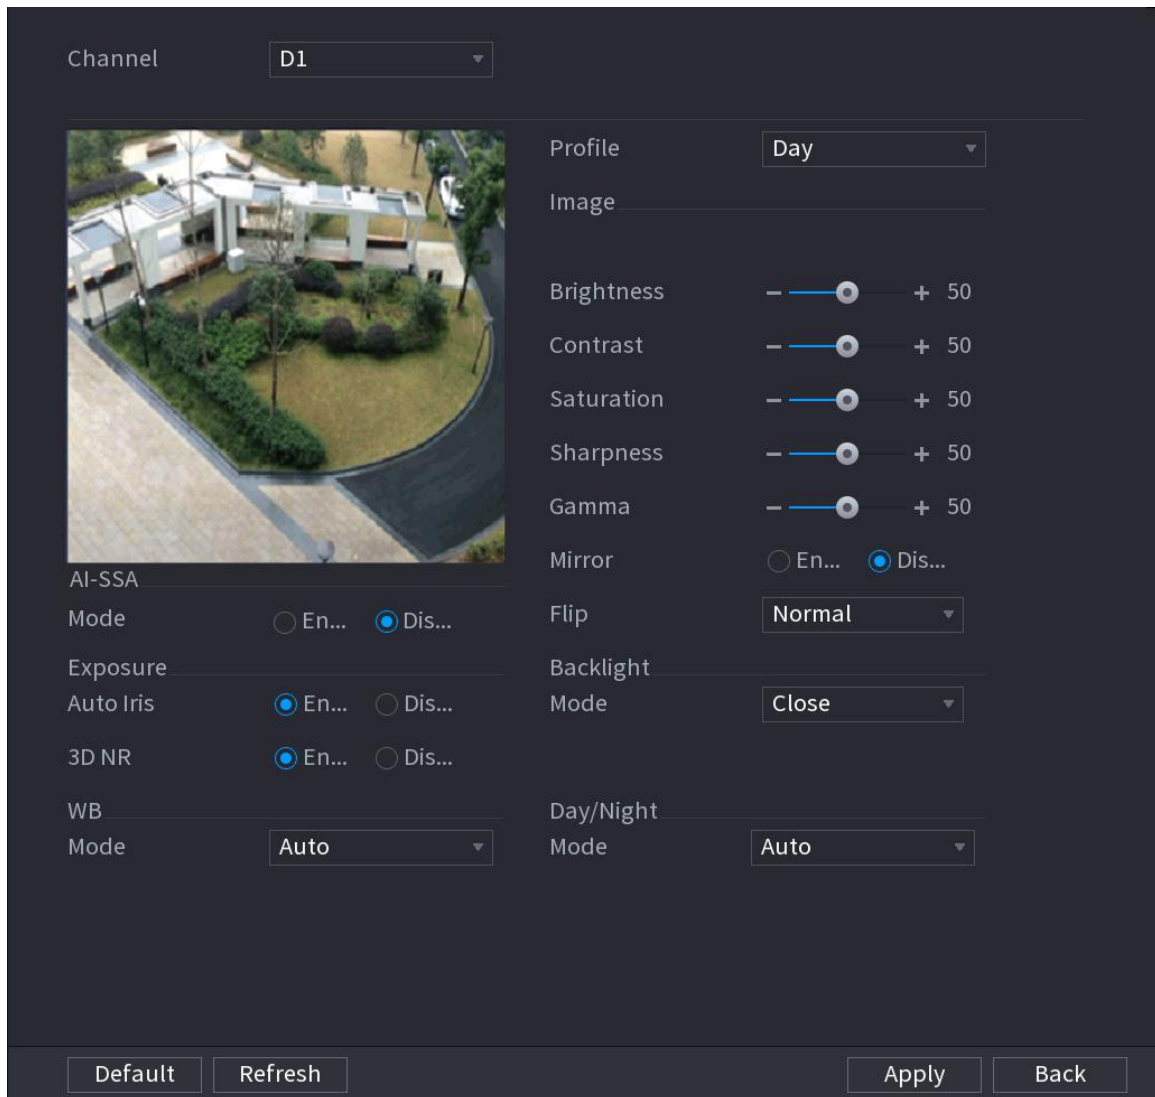 Channel D1
Profile Day
Image
Brightness - + 50
Contrast - + 50
Saturation - + 50
Sharpness - + 50
Gamma - + 50
Mirror En... Dis...
Flip Normal
AI-SSA
Mode En... Dis...
Exposure
Auto Iris En... Dis...
3D NR En... Dis...
Backlight
Mode Close
WB
Mode Auto
Day/Night
Mode Auto
Default Refresh Apply Back